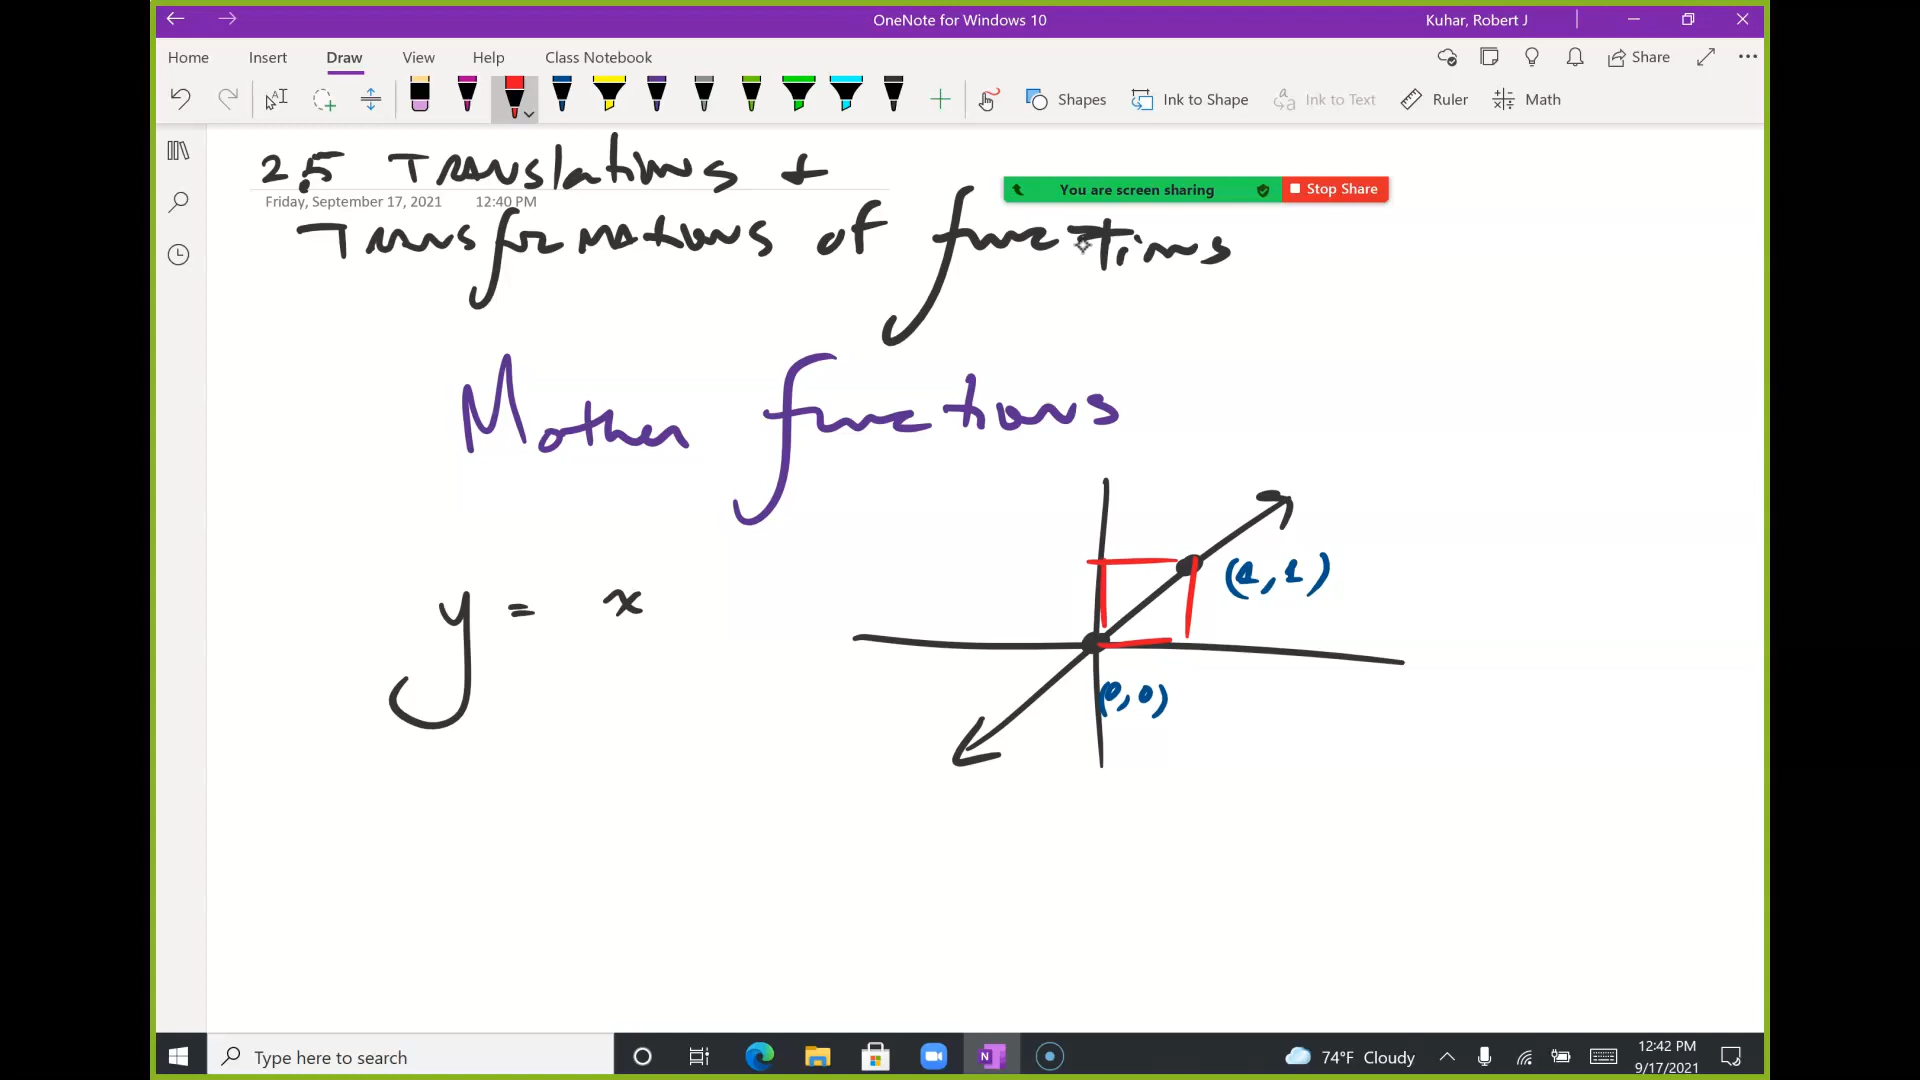 OneNote for Windows 10
Kuhar, Robert J
Home Insert Draw View Help Class Notebook
Share
Shapes Ink to Shape Ink to Text Ruler Math
2.5 Translations +
Friday, September 17, 2021 12:40 PM
You are screen sharing Stop Share
Transformations of functions
Mother functions
(1,1)
y = x
(0,0)
Type here to search
74°F Cloudy
12:42 PM
9/17/2021